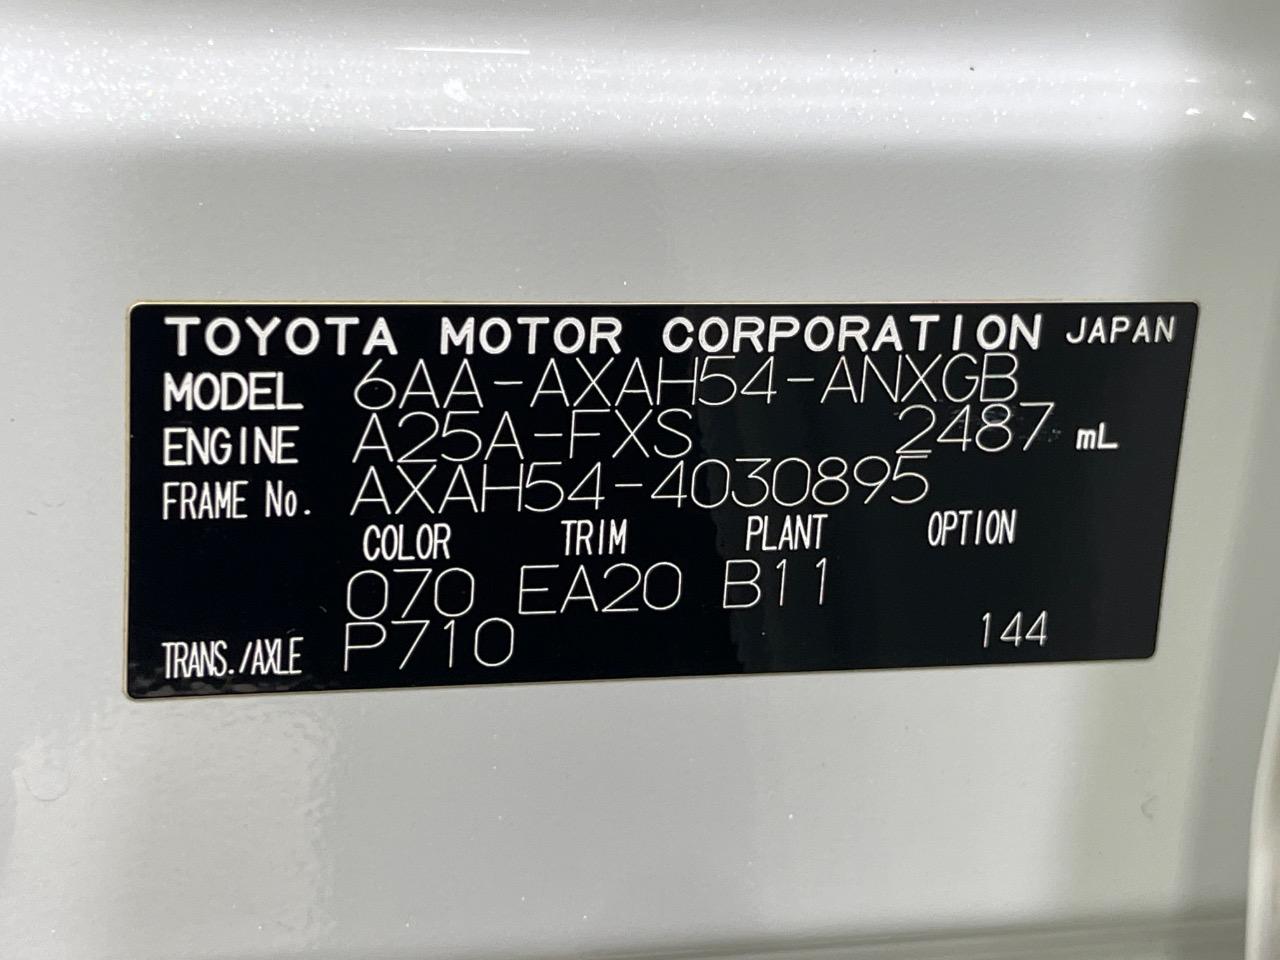 TOYOTA MOTOR CORPORATION JAPAN
MODEL 6AA-AXAH54-ANXGB
ENGINE A25A-FXS 2487 mL
FRAME No. AXAH54-4030895
COLOR TRIM PLANT OPTION
070 EA20 B11
TRANS./AXLE P710 144